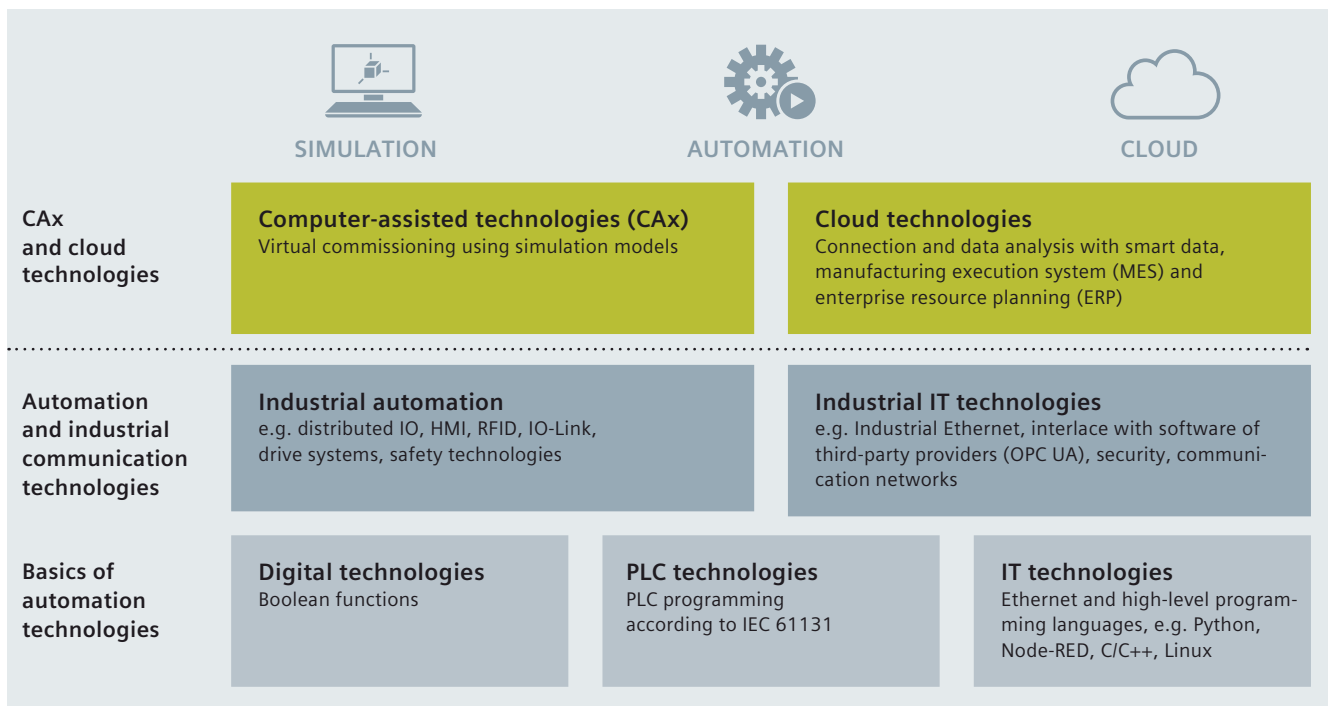 SIMULATION
AUTOMATION
CLOUD
CAx
and cloud
technologies
Computer-assisted technologies (CAx)
Virtual commissioning using simulation models
Cloud technologies
Connection and data analysis with smart data,
manufacturing execution system (MES) and
enterprise resource planning (ERP)
Automation
and industrial
communication
technologies
Industrial automation
e.g. distributed IO, HMI, RFID, IO-Link,
drive systems, safety technologies
Industrial IT technologies
e.g. Industrial Ethernet, interlace with software of
third-party providers (OPC UA), security, communi-
cation networks
Basics of
automation
technologies
Digital technologies
Boolean functions
PLC technologies
PLC programming
according to IEC 61131
IT technologies
Ethernet and high-level program-
ming languages, e.g. Python,
Node-RED, C/C++, Linux